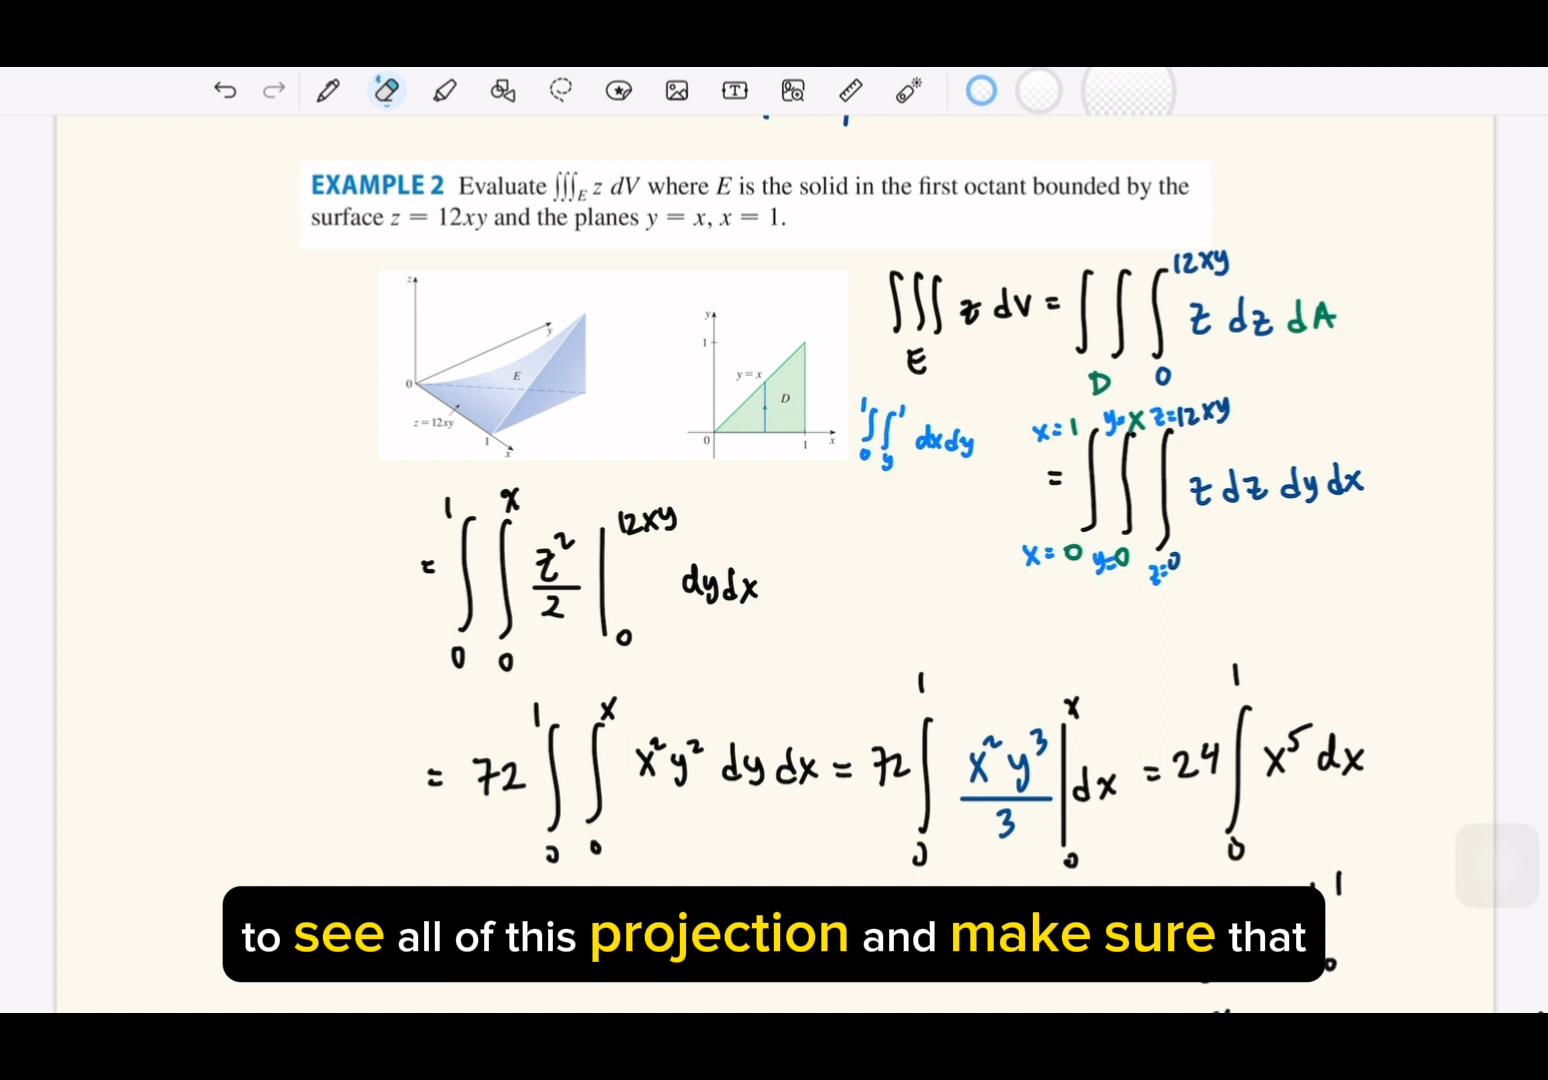 EXAMPLE 2 Evaluate ∭_E z dV where E is the solid in the first octant bounded by the
surface z = 12xy and the planes y = x, x = 1.
z
y
E
0
z = 12xy
1
x
y
1
y = x
D
0
1
x
∭_E z dV = ∬_D ∫_0^{12xy} z dz dA
∫_0^1 ∫_y^1 dx dy
= ∫_{x=0}^{x=1} ∫_{y=0}^{y=x} ∫_{z=0}^{z=12xy} z dz dy dx
= ∫_0^1 ∫_0^x z²/2 |_0^{12xy} dy dx
= 72 ∫_0^1 ∫_0^x x²y² dy dx = 72 ∫_0^1 x²y³/3 |_0^x dx = 24 ∫_0^1 x⁵ dx
1
to see all of this projection and make sure that
0